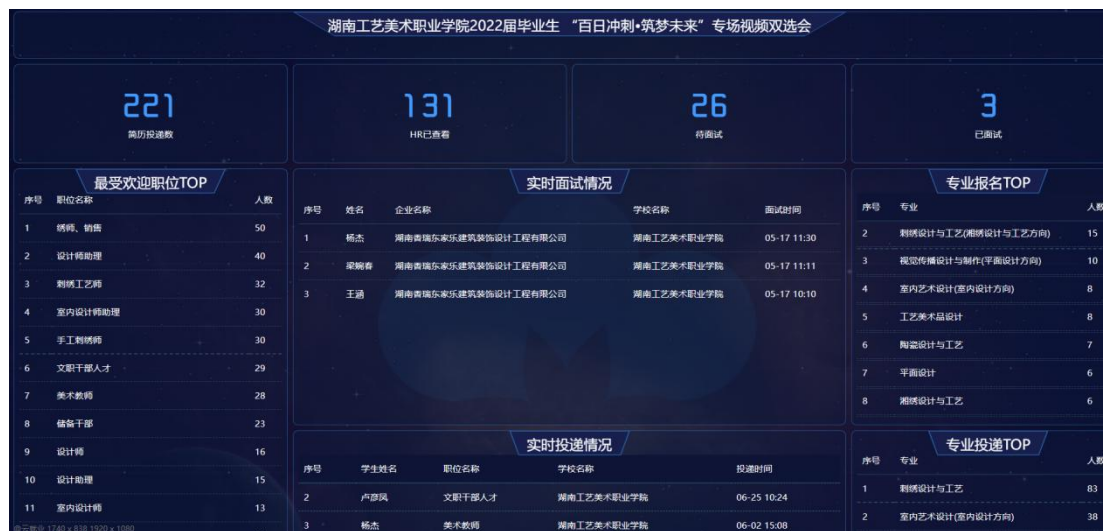 湖南工艺美术职业学院2022届毕业生 “百日冲刺•筑梦未来”专场视频双选会
221
简历投递数
131
HR已查看
26
待面试
3
已面试
最受欢迎职位TOP
序号 职位名称 人数
1 绣师、销售 50
2 设计师助理 40
3 刺绣工艺师 32
4 室内设计师助理 30
5 手工刺绣师 30
6 文职干部人才 29
7 美术教师 28
8 储备干部 23
9 设计师 16
10 设计助理 15
11 室内设计师 13
实时面试情况
序号 姓名 企业名称 学校名称 面试时间
1 杨杰 湖南青瑞东家乐建筑装饰设计工程有限公司 湖南工艺美术职业学院 05-17 11:30
2 梁婉春 湖南青瑞东家乐建筑装饰设计工程有限公司 湖南工艺美术职业学院 05-17 11:11
3 王涵 湖南青瑞东家乐建筑装饰设计工程有限公司 湖南工艺美术职业学院 05-17 10:10
实时投递情况
序号 学生姓名 职位名称 学校名称 投递时间
2 卢彦凤 文职干部人才 湖南工艺美术职业学院 06-25 10:24
3 杨杰 美术教师 湖南工艺美术职业学院 06-02 15:08
专业报名TOP
序号 专业 人数
2 刺绣设计与工艺(湘绣设计与工艺方向) 15
3 视觉传播设计与制作(平面设计方向) 10
4 室内艺术设计(室内设计方向) 8
5 工艺美术品设计 8
6 陶瓷设计与工艺 7
7 平面设计 6
8 湘绣设计与工艺 6
专业投递TOP
序号 专业 人数
1 刺绣设计与工艺 83
2 室内艺术设计(室内设计方向) 38
1740 x 838 1920 x 1080